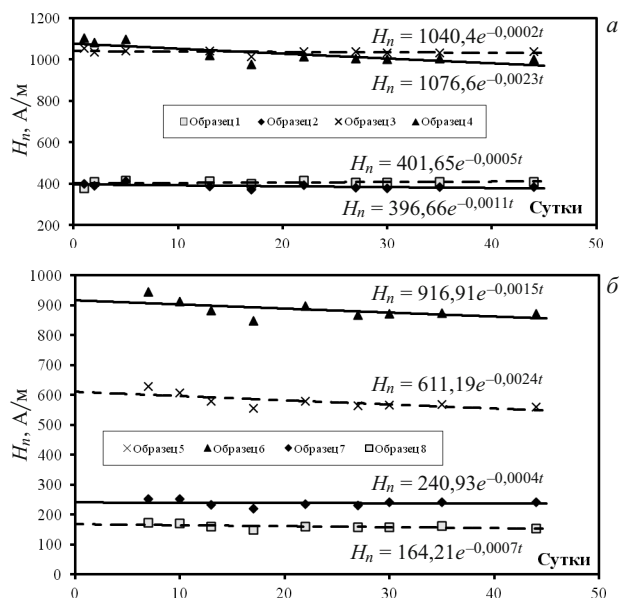 а
1200
1000
800
600
400
200
0 10 20 30 40 50
Hₙ, А/м
Hₙ = 1040,4e^–0,0002t
Hₙ = 1076,6e^–0,0023t
Образец1 Образец2 Образец3 Образец4
Hₙ = 401,65e^–0,0005t
Сутки
Hₙ = 396,66e^–0,0011t
б
1000
900
800
700
600
500
400
300
200
100
0
0 10 20 30 40 50
Hₙ, А/м
Hₙ = 916,91e^–0,0015t
Hₙ = 611,19e^–0,0024t
Образец5 Образец6 Образец7 Образец8
Hₙ = 240,93e^–0,0004t
Сутки
Hₙ = 164,21e^–0,0007t